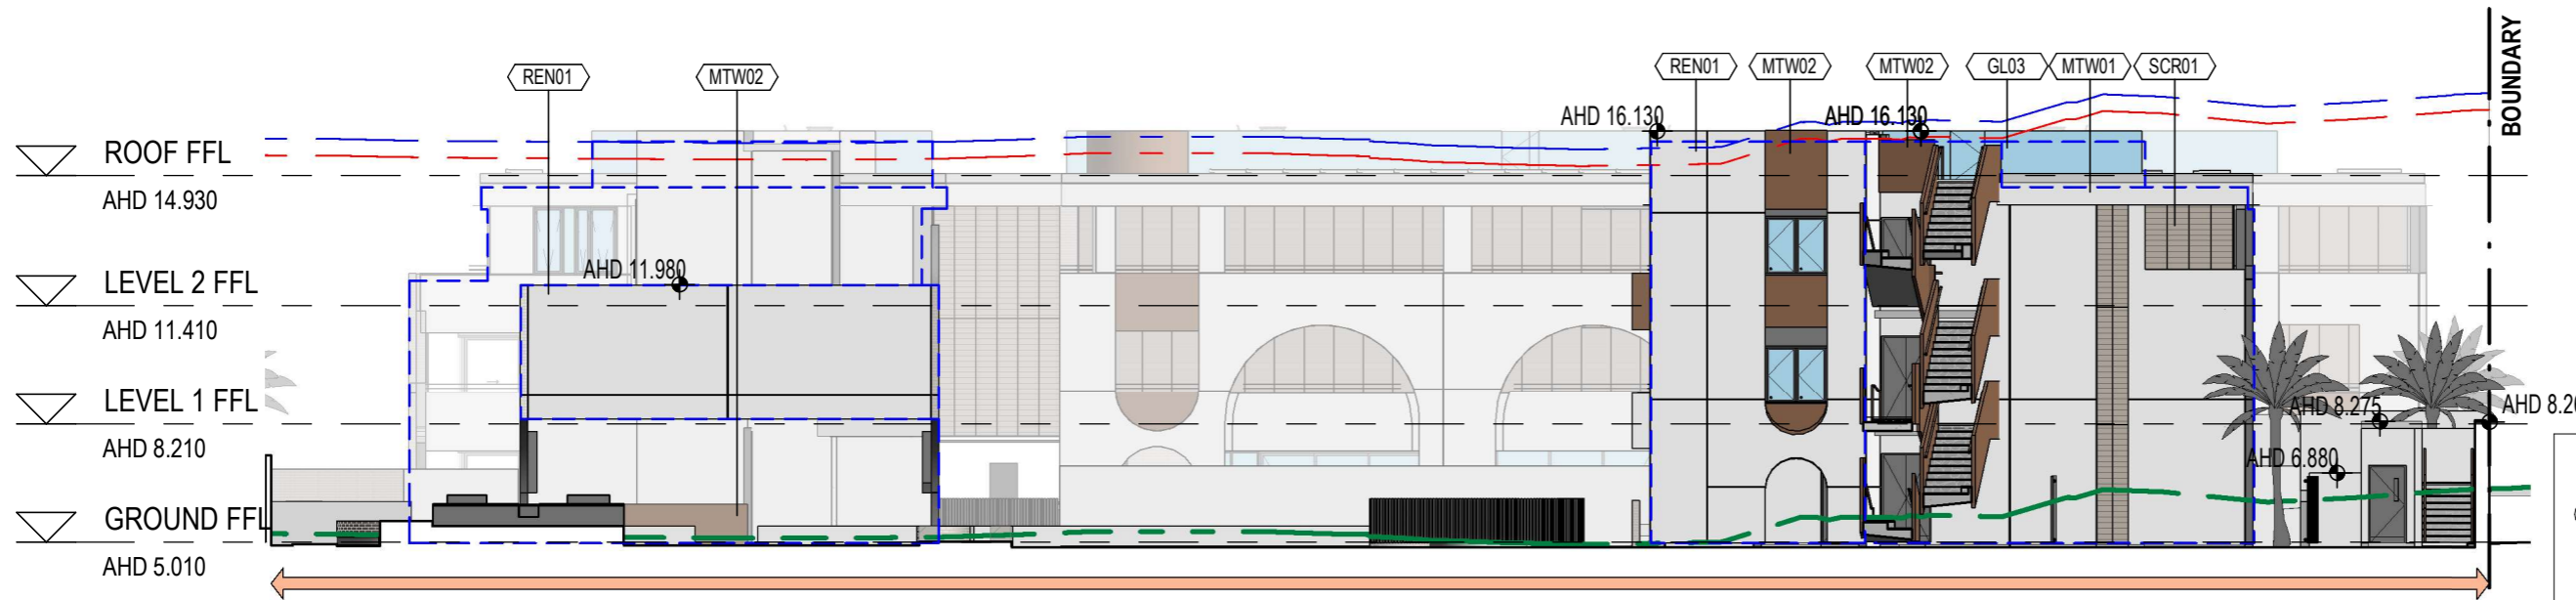 REN01
MTW02
REN01
MTW02
MTW02
GL03
MTW01
SCR01
BOUNDARY
AHD 16.130
AHD 16.130
ROOF FFL
AHD 14.930
AHD 11.980
LEVEL 2 FFL
AHD 11.410
LEVEL 1 FFL
AHD 8.210
AHD 8.275
AHD 6.880
GROUND FFL
AHD 5.010